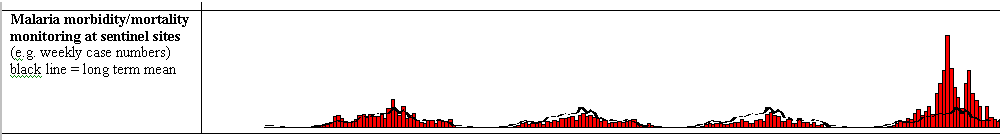 Malaria morbidity/mortality
monitoring at sentinel sites
(e.g. weekly case numbers)
black line = long term mean